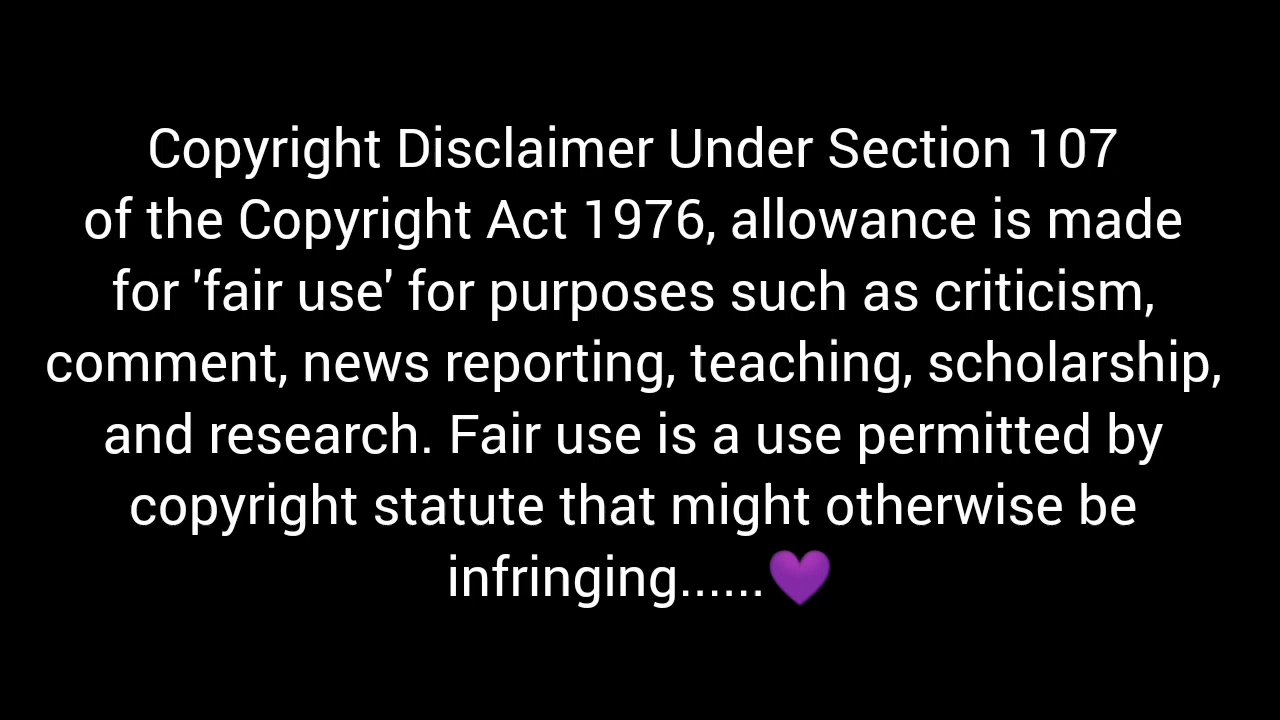 Copyright Disclaimer Under Section 107
of the Copyright Act 1976, allowance is made
for 'fair use' for purposes such as criticism,
comment, news reporting, teaching, scholarship,
and research. Fair use is a use permitted by
copyright statute that might otherwise be
infringing......💜